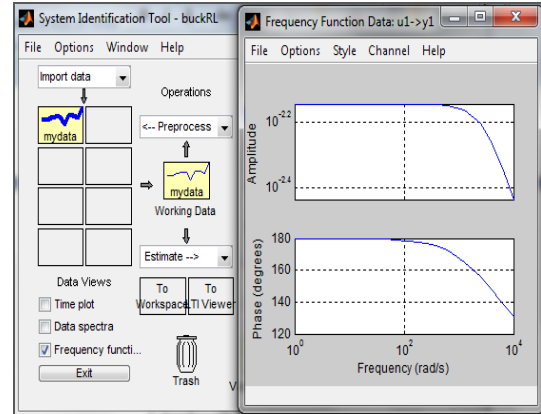 System Identification Tool - buckRL
File Options Window Help
Import data
Operations
mydata
<-- Preprocess
mydata
Working Data
Estimate -->
Data Views
To Workspace
To LTI Viewer
Time plot
Data spectra
Frequency functi...
Exit
Trash
V
Frequency Function Data: u1->y1
File Options Style Channel Help
Amplitude
10^-2.2
10^-2.4
Phase (degrees)
180
160
140
120
10^0 10^2 10^4
Frequency (rad/s)